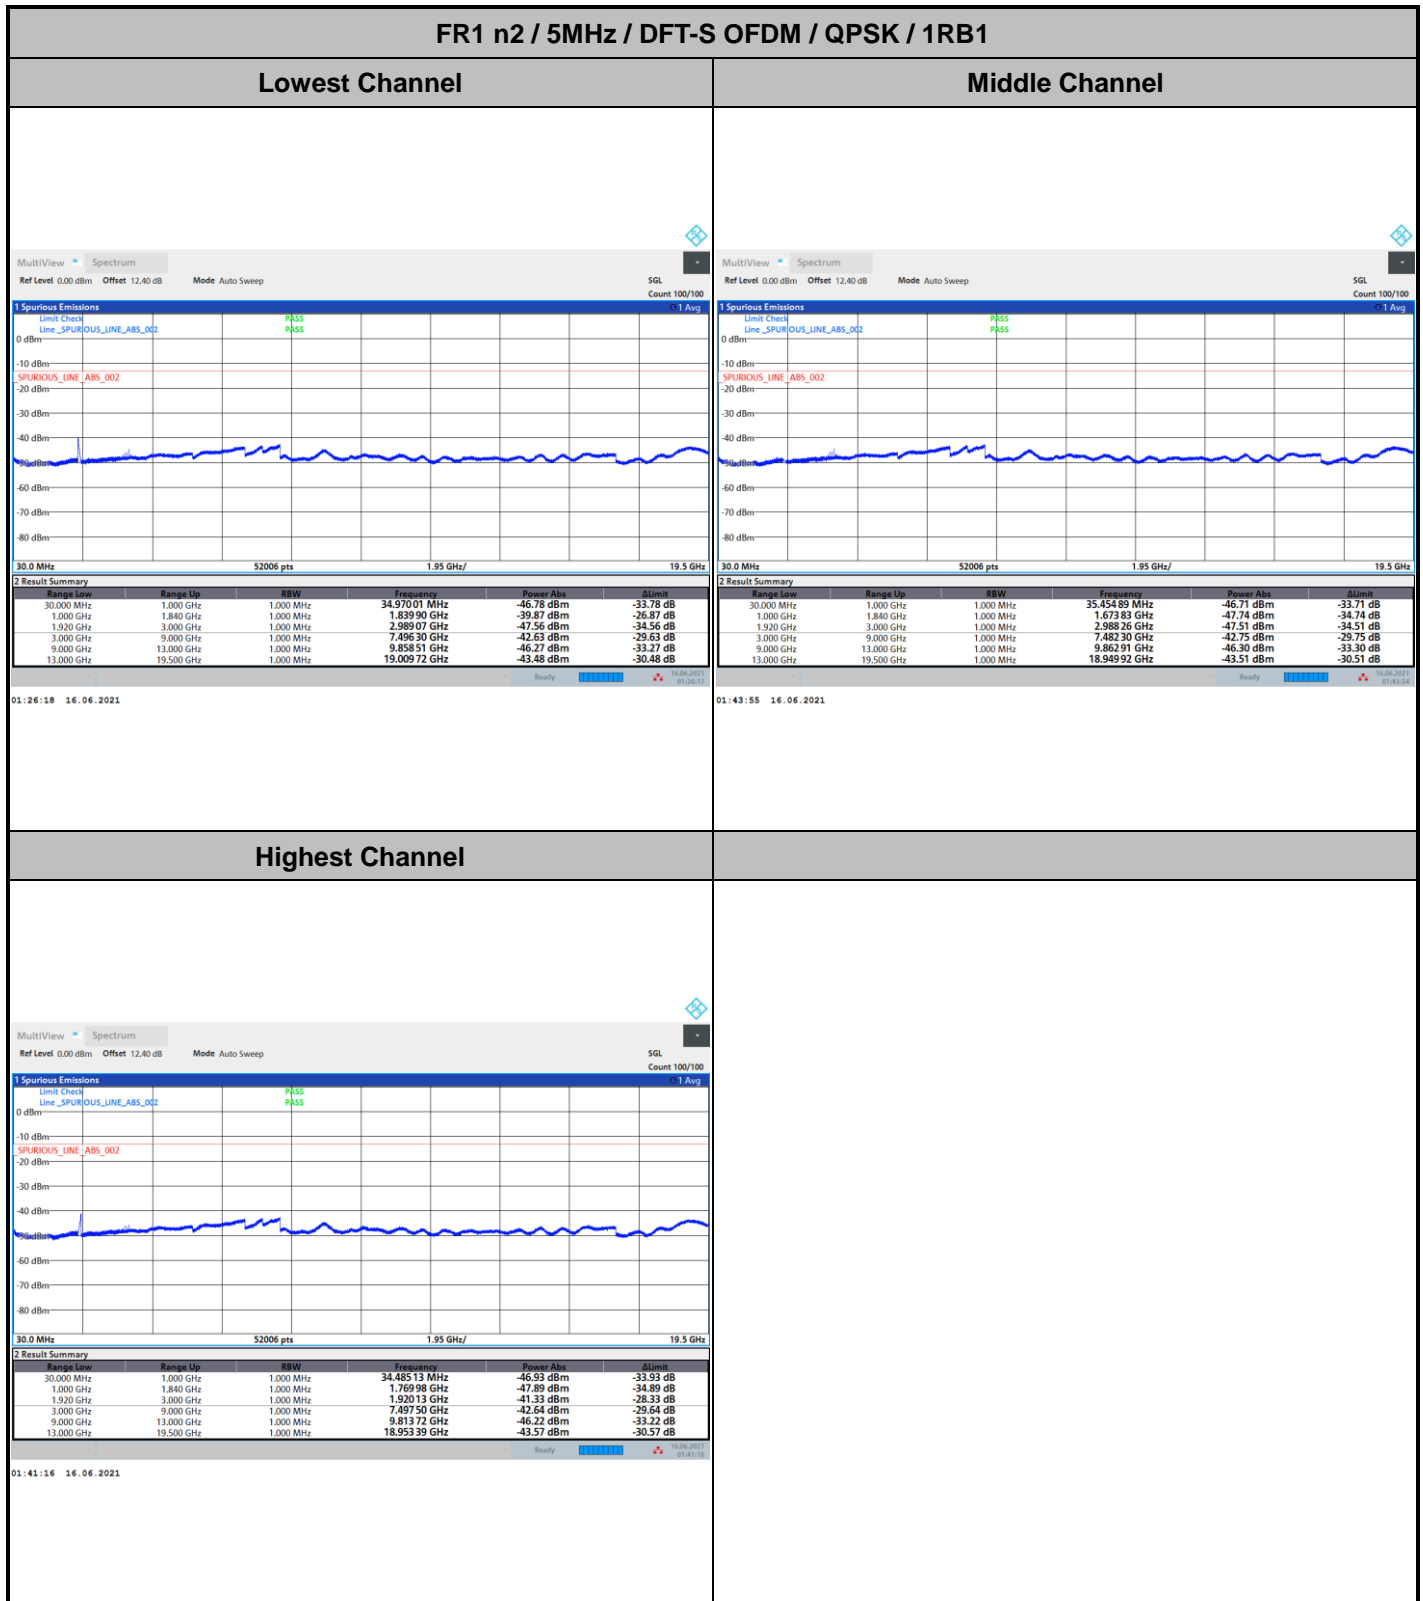 FR1 n2 / 5MHz / DFT-S OFDM / QPSK / 1RB1
Lowest Channel
Middle Channel
MultiView Spectrum
Ref Level 0.00 dBm Offset 12.40 dB Mode Auto Sweep SGL
Count 100/100
1 Spurious Emissions 1 Avg
Limit Check PASS
Line _SPURIOUS_LINE_ABS_002 PASS
0 dBm
-10 dBm
_SPURIOUS_LINE_ABS_002
-20 dBm
-30 dBm
-40 dBm
-50 dBm
-60 dBm
-70 dBm
-80 dBm
30.0 MHz 52006 pts 1.95 GHz/ 19.5 GHz
2 Result Summary
Range Low Range Up RBW Frequency Power Abs ΔLimit
30.000 MHz 1.000 GHz 1.000 MHz 34.97001 MHz -46.78 dBm -33.78 dB
1.000 GHz 1.840 GHz 1.000 MHz 1.83990 GHz -39.87 dBm -26.87 dB
1.920 GHz 3.000 GHz 1.000 MHz 2.98907 GHz -47.56 dBm -34.56 dB
3.000 GHz 9.000 GHz 1.000 MHz 7.49630 GHz -42.63 dBm -29.63 dB
9.000 GHz 13.000 GHz 1.000 MHz 9.85851 GHz -46.27 dBm -33.27 dB
13.000 GHz 19.500 GHz 1.000 MHz 19.00972 GHz -43.48 dBm -30.48 dB
Ready 16.06.2021
01:26:17
01:26:18 16.06.2021
MultiView Spectrum
Ref Level 0.00 dBm Offset 12.40 dB Mode Auto Sweep SGL
Count 100/100
1 Spurious Emissions 1 Avg
Limit Check PASS
Line _SPURIOUS_LINE_ABS_002 PASS
0 dBm
-10 dBm
_SPURIOUS_LINE_ABS_002
-20 dBm
-30 dBm
-40 dBm
-50 dBm
-60 dBm
-70 dBm
-80 dBm
30.0 MHz 52006 pts 1.95 GHz/ 19.5 GHz
2 Result Summary
Range Low Range Up RBW Frequency Power Abs ΔLimit
30.000 MHz 1.000 GHz 1.000 MHz 35.45489 MHz -46.71 dBm -33.71 dB
1.000 GHz 1.840 GHz 1.000 MHz 1.67383 GHz -47.74 dBm -34.74 dB
1.920 GHz 3.000 GHz 1.000 MHz 2.98826 GHz -47.51 dBm -34.51 dB
3.000 GHz 9.000 GHz 1.000 MHz 7.48230 GHz -42.75 dBm -29.75 dB
9.000 GHz 13.000 GHz 1.000 MHz 9.86291 GHz -46.30 dBm -33.30 dB
13.000 GHz 19.500 GHz 1.000 MHz 18.94992 GHz -43.51 dBm -30.51 dB
Ready 16.06.2021
01:43:54
01:43:55 16.06.2021
Highest Channel
MultiView Spectrum
Ref Level 0.00 dBm Offset 12.40 dB Mode Auto Sweep SGL
Count 100/100
1 Spurious Emissions 1 Avg
Limit Check PASS
Line _SPURIOUS_LINE_ABS_002 PASS
0 dBm
-10 dBm
_SPURIOUS_LINE_ABS_002
-20 dBm
-30 dBm
-40 dBm
-50 dBm
-60 dBm
-70 dBm
-80 dBm
30.0 MHz 52006 pts 1.95 GHz/ 19.5 GHz
2 Result Summary
Range Low Range Up RBW Frequency Power Abs ΔLimit
30.000 MHz 1.000 GHz 1.000 MHz 34.48513 MHz -46.93 dBm -33.93 dB
1.000 GHz 1.840 GHz 1.000 MHz 1.76998 GHz -47.89 dBm -34.89 dB
1.920 GHz 3.000 GHz 1.000 MHz 1.92013 GHz -41.33 dBm -28.33 dB
3.000 GHz 9.000 GHz 1.000 MHz 7.49750 GHz -42.64 dBm -29.64 dB
9.000 GHz 13.000 GHz 1.000 MHz 9.81372 GHz -46.22 dBm -33.22 dB
13.000 GHz 19.500 GHz 1.000 MHz 18.95339 GHz -43.57 dBm -30.57 dB
Ready 16.06.2021
01:41:16
01:41:16 16.06.2021